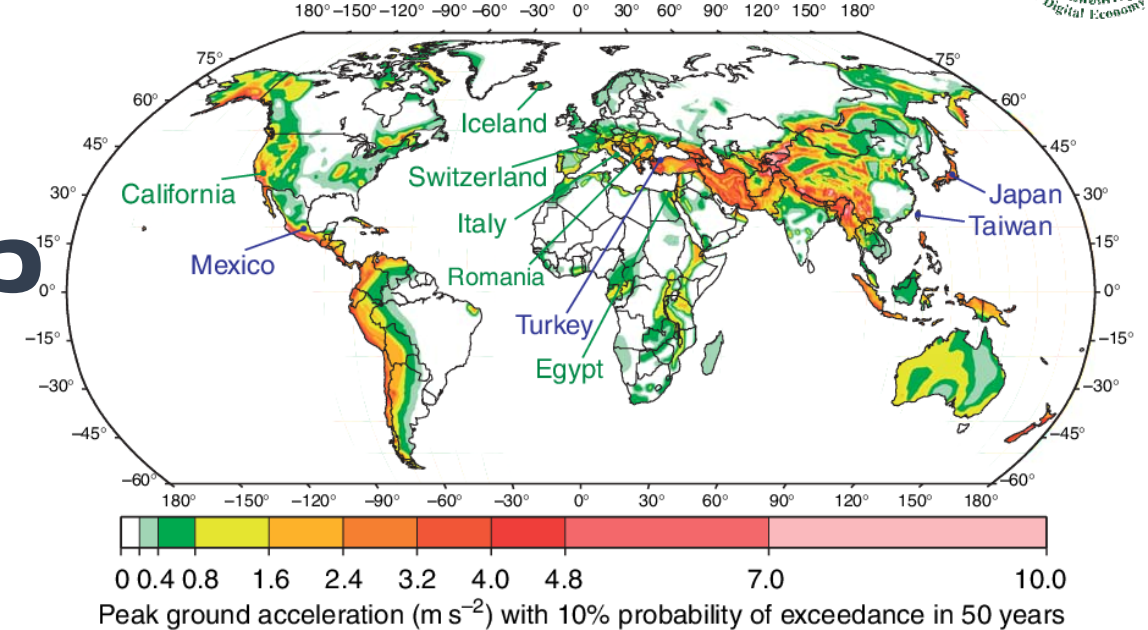 Digital Economy
180° −150° −120° −90° −60° −30° 0° 30° 60° 90° 120° 150° 180°
75° 75°
60° 60°
45° 45°
30° 30°
15° 15°
0° 0°
−15° −15°
−30° −30°
−45° −45°
−60° −60°
Iceland
Switzerland
California
Italy
Japan
Taiwan
Mexico
Romania
Turkey
Egypt
180° −150° −120° −90° −60° −30° 0° 30° 60° 90° 120° 150° 180°
0 0.4 0.8 1.6 2.4 3.2 4.0 4.8 7.0 10.0
Peak ground acceleration (m s⁻²) with 10% probability of exceedance in 50 years